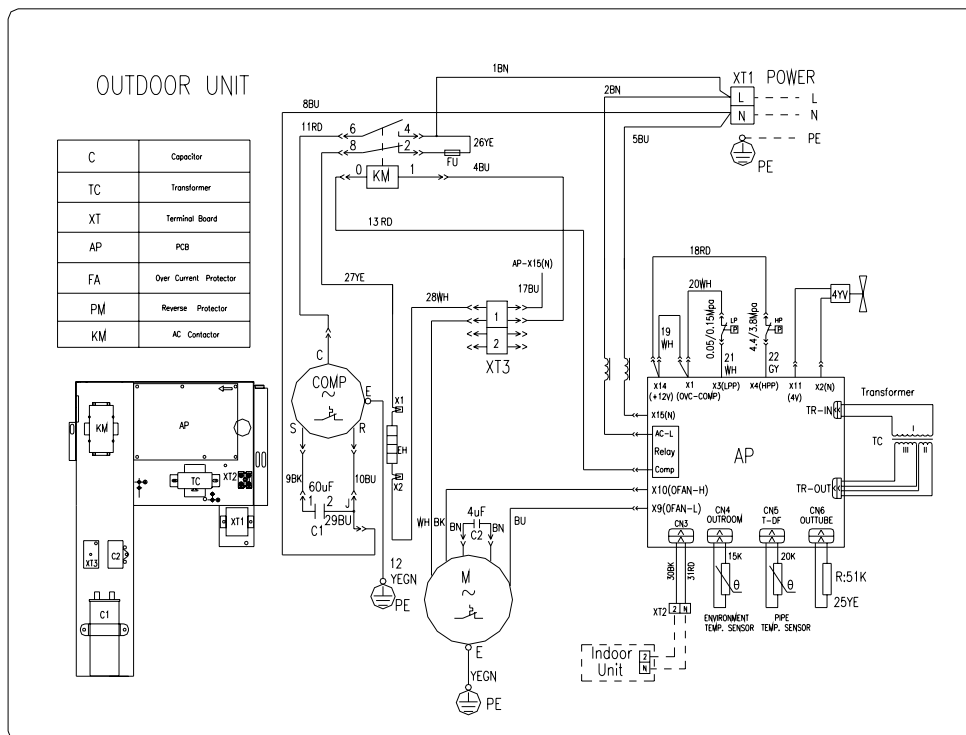 OUTDOOR UNIT
C Capacitor
TC Transformer
XT Terminal Board
AP PCB
FA Over Current Protector
PM Reverse Protector
KM AC Contactor
1BN
XT1 POWER
2BN
L L
N N
8BU
11RD 6 4
5BU
PE
26YE
8 2
FU
PE
0 KM 1 4BU
13 RD
AP-X15(N)
18RD
27YE
17BU
20WH
28WH
4YV
1
2
XT3
0.05/0.15Mpa
LP
P
4.4/3.8Mpa
HP
P
19
WH
21
WH
22
GY
C
COMP
~
E
S R
X1
EH
X2
X14
(+12V)
X1
(OVC-COMP)
X3(LPP)
X4(HPP)
X11
(4V)
X2(N)
Transformer
X15(N)
TR-IN
I
TC
III II
AC-L
Relay
Comp
AP
TR-OUT
X10(OFAN-H)
X9(OFAN-L)
9BK
60uF
10BU
1 2 J
C1
29BU
WH BK
4uF
BN BN
C2
BU
CN3
CN4
OUTROOM
CN5
T-DF
CN6
OUTTUBE
12
YEGN
PE
M
~
E
YEGN
PE
30BK
31RD
15K
θ
20K
θ
R:51K
25YE
XT2 2 N
ENVIRONMENT
TEMP. SENSOR
PIPE
TEMP. SENSOR
Indoor
Unit
2
N
KM
AP
TC
XT2
XT1
XT3
C2
C1